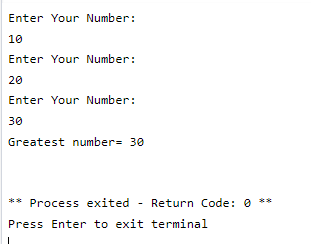 Enter Your Number:
10
Enter Your Number:
20
Enter Your Number:
30
Greatest number= 30
** Process exited - Return Code: 0 **
Press Enter to exit terminal